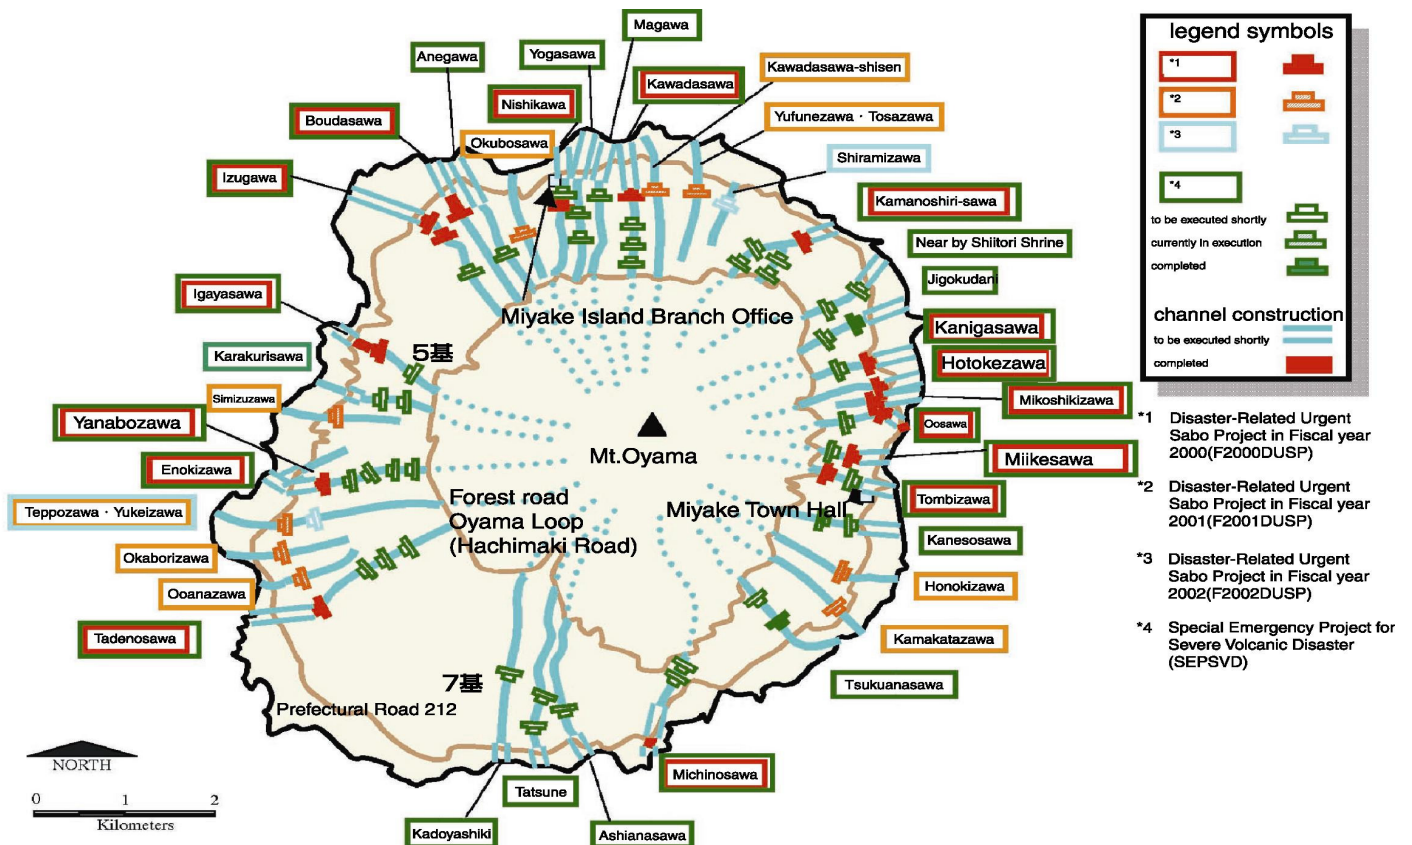 Magawa
Anegawa
Yogasawa
Kawadasawa-shisen
Nishikawa
Kawadasawa
Boudasawa
Okubosawa
Yufunezawa・Tosazawa
Shiramizawa
Izugawa
Kamanoshiri-sawa
Near by Shiitori Shrine
Jigokudani
Igayasawa
Miyake Island Branch Office
Kanigasawa
Karakurisawa
5基
Hotokezawa
Simizuzawa
Mikoshikizawa
Yanabozawa
Oosawa
Mt.Oyama
Miikesawa
Enokizawa
Forest road
Oyama Loop
(Hachimaki Road)
Miyake Town Hall
Tombizawa
Teppozawa・Yukeizawa
Kanesosawa
Okaborizawa
Honokizawa
Ooanazawa
Tadenosawa
Kamakatazawa
Tsukuanasawa
7基
Prefectural Road 212
Michinosawa
Tatsune
Kadoyashiki
Ashianasawa
NORTH
0 1 2
Kilometers
legend symbols
*1
*2
*3
*4
to be executed shortly
currently in execution
completed
channel construction
to be executed shortly
completed
*1 Disaster-Related Urgent
Sabo Project in Fiscal year
2000(F2000DUSP)
*2 Disaster-Related Urgent
Sabo Project in Fiscal year
2001(F2001DUSP)
*3 Disaster-Related Urgent
Sabo Project in Fiscal year
2002(F2002DUSP)
*4 Special Emergency Project for
Severe Volcanic Disaster
(SEPSVD)